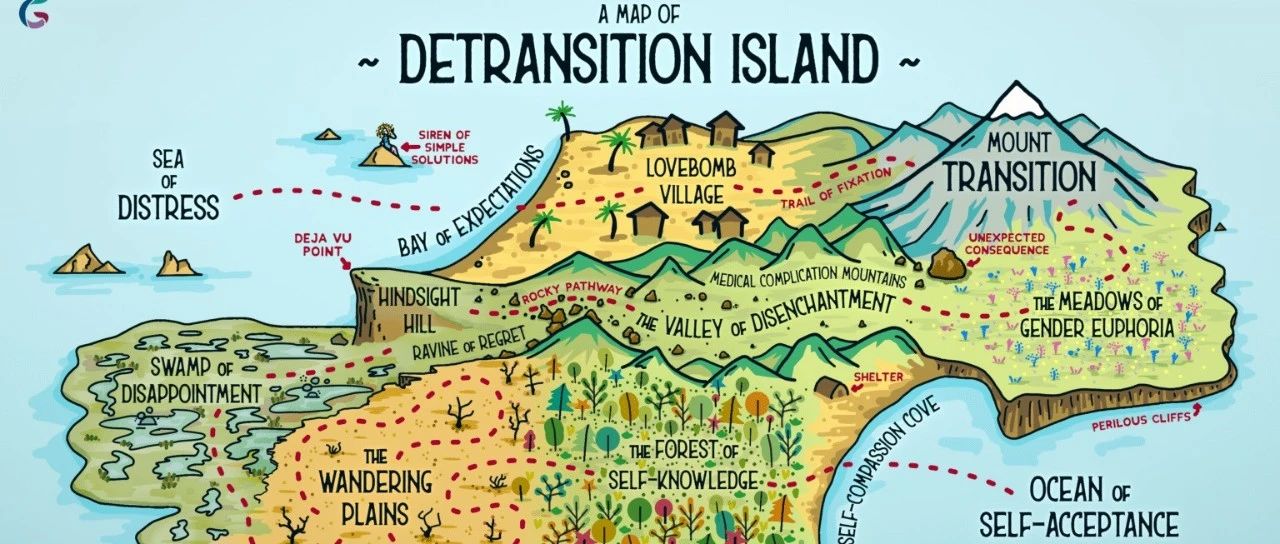 A MAP OF
~ DETRANSITION ISLAND ~
SEA
OF
DISTRESS
SIREN OF
SIMPLE
SOLUTIONS
BAY OF EXPECTATIONS
LOVEBOMB
VILLAGE
TRAIL OF FIXATION
MOUNT
TRANSITION
DEJA VU
POINT
HINDSIGHT
HILL
ROCKY PATHWAY
MEDICAL COMPLICATION MOUNTAINS
THE VALLEY OF DISENCHANTMENT
UNEXPECTED
CONSEQUENCE
THE MEADOWS OF
GENDER EUPHORIA
RAVINE OF REGRET
SWAMP OF
DISAPPOINTMENT
SHELTER
PERILOUS CLIFFS
THE
WANDERING
PLAINS
THE FOREST OF
SELF-KNOWLEDGE
SELF-COMPASSION COVE
OCEAN OF
SELF-ACCEPTANCE